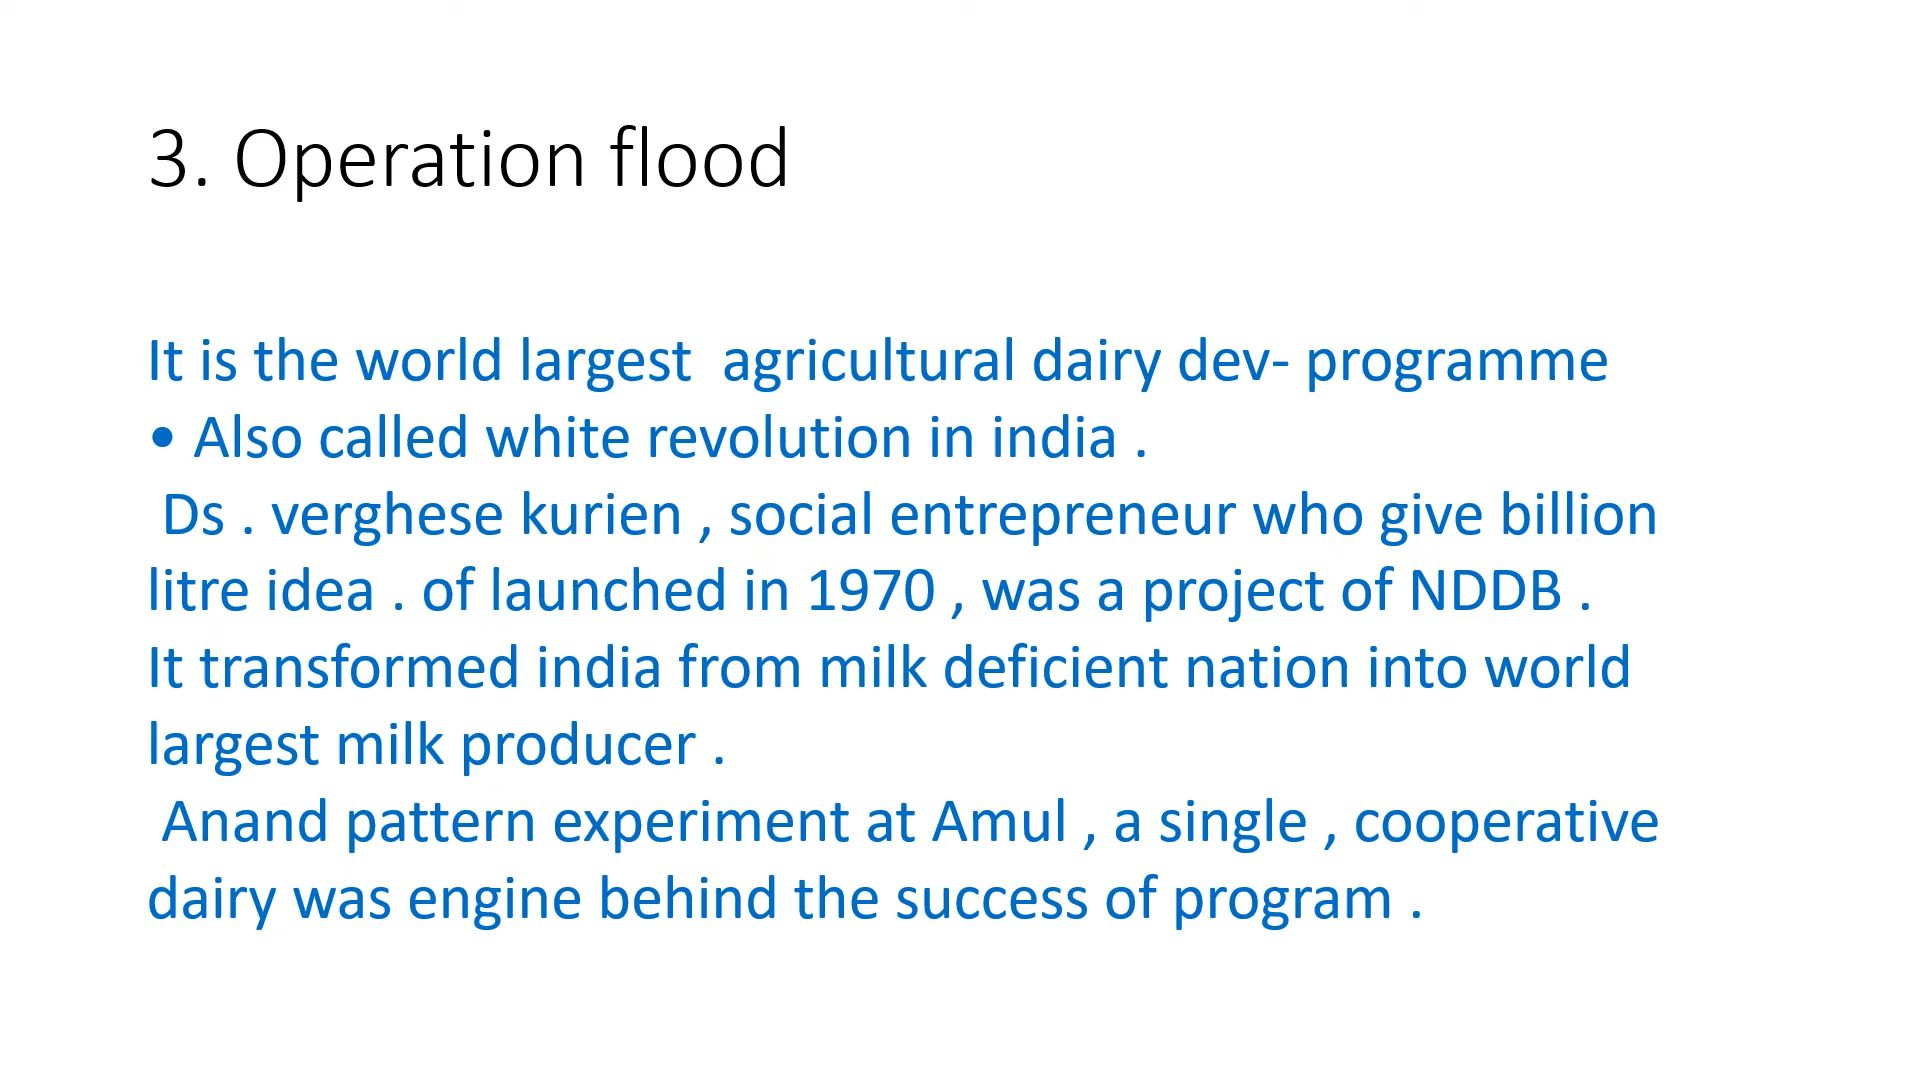 3. Operation flood
It is the world largest  agricultural dairy dev- programme
• Also called white revolution in india .
Ds . verghese kurien , social entrepreneur who give billion
litre idea . of launched in 1970 , was a project of NDDB .
It transformed india from milk deficient nation into world
largest milk producer .
Anand pattern experiment at Amul , a single , cooperative
dairy was engine behind the success of program .